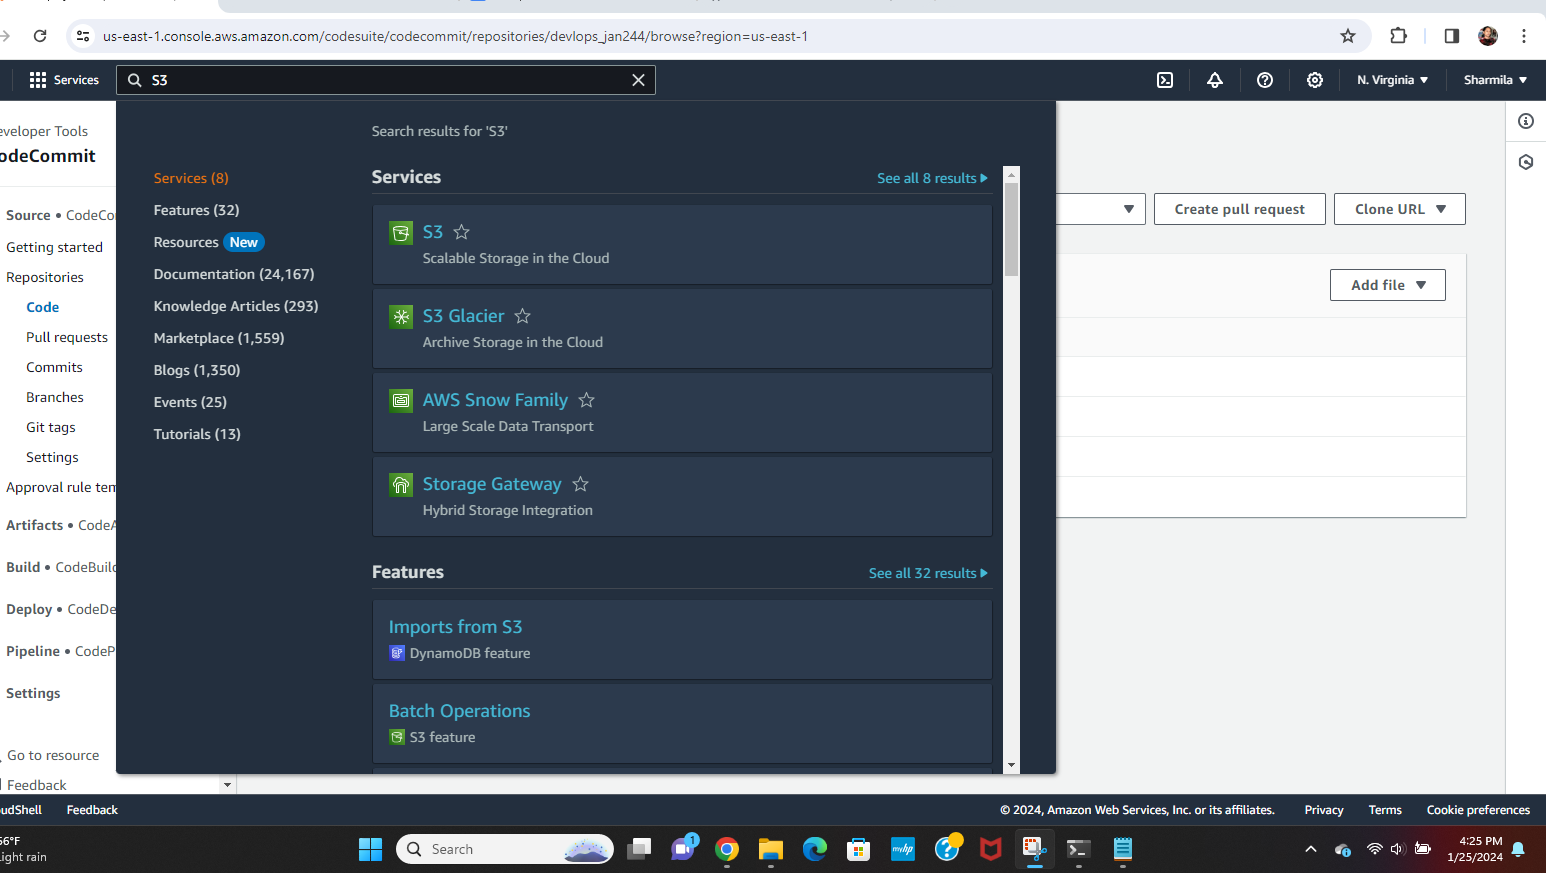 us-east-1.console.aws.amazon.com/codesuite/codecommit/repositories/devlops_jan244/browse?region=us-east-1
Services
S3
N. Virginia
Sharmila
eveloper Tools
odeCommit
Source • CodeCo
Getting started
Repositories
Code
Pull requests
Commits
Branches
Git tags
Settings
Approval rule tem
Artifacts • CodeA
Build • CodeBuild
Deploy • CodeDe
Pipeline • CodeP
Settings
Go to resource
Feedback
Search results for 'S3'
Services (8)
Features (32)
Resources New
Documentation (24,167)
Knowledge Articles (293)
Marketplace (1,559)
Blogs (1,350)
Events (25)
Tutorials (13)
Services
See all 8 results
S3
Scalable Storage in the Cloud
S3 Glacier
Archive Storage in the Cloud
AWS Snow Family
Large Scale Data Transport
Storage Gateway
Hybrid Storage Integration
Features
See all 32 results
Imports from S3
DynamoDB feature
Batch Operations
S3 feature
Create pull request
Clone URL
Add file
oudShell
Feedback
© 2024, Amazon Web Services, Inc. or its affiliates.
Privacy
Terms
Cookie preferences
56°F
Light rain
Search
1
myhp
4:25 PM
1/25/2024